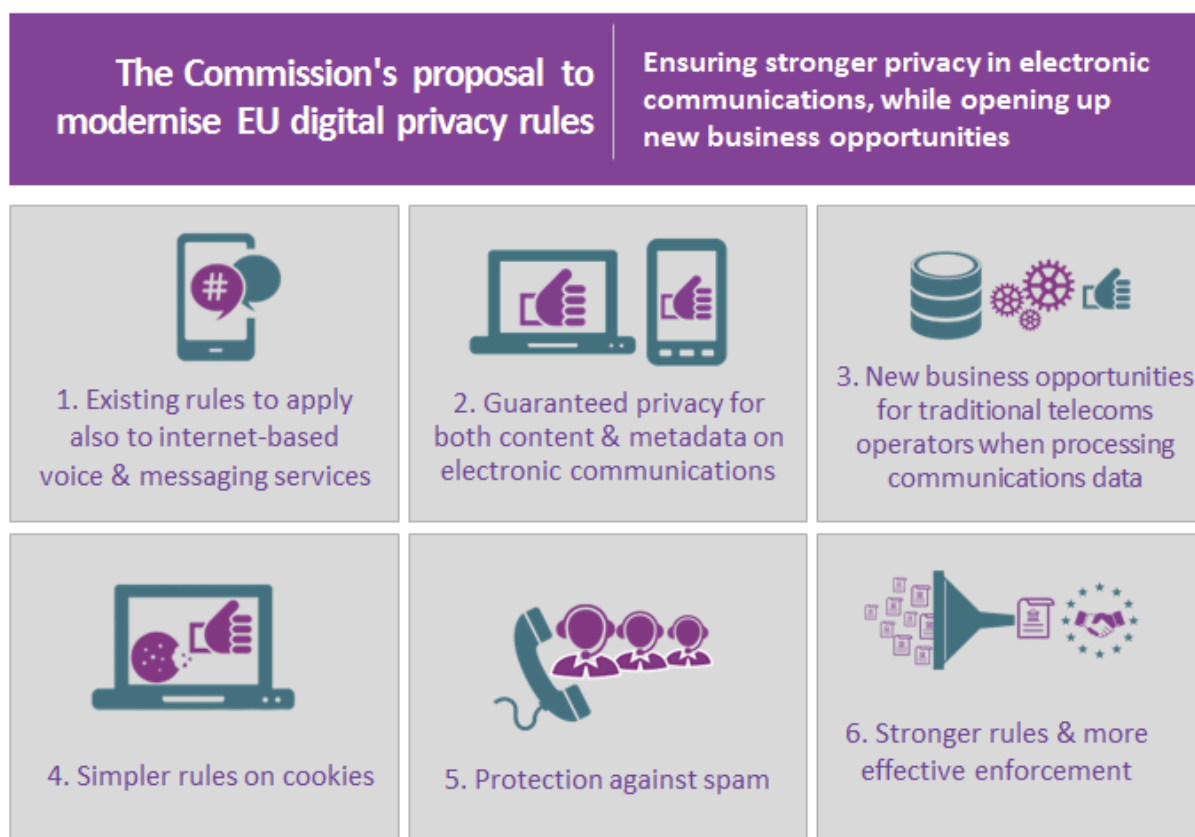 The Commission's proposal to
modernise EU digital privacy rules
Ensuring stronger privacy in electronic
communications, while opening up
new business opportunities
#
1. Existing rules to apply
also to internet-based
voice & messaging services
2. Guaranteed privacy for
both content & metadata on
electronic communications
3. New business opportunities
for traditional telecoms
operators when processing
communications data
4. Simpler rules on cookies
5. Protection against spam
6. Stronger rules & more
effective enforcement